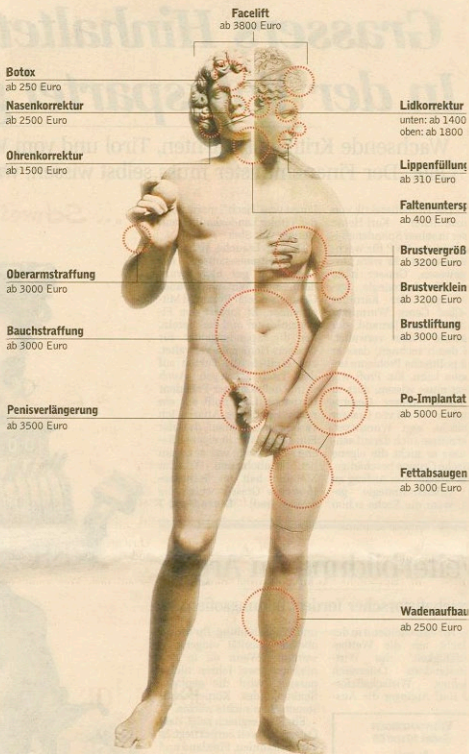 Facelift
ab 3800 Euro
Botox
ab 250 Euro
Nasenkorrektur
ab 2500 Euro
Ohrenkorrektur
ab 1500 Euro
Oberarmstraffung
ab 3000 Euro
Bauchstraffung
ab 3000 Euro
Penisverlängerung
ab 3500 Euro
Lidkorrektur
unten: ab 1400
oben: ab 1800
Lippenfüllung
ab 310 Euro
Faltenuntersp
ab 400 Euro
Brustvergröß
ab 3200 Euro
Brustverklein
ab 3200 Euro
Brustliftung
ab 3000 Euro
Po-Implantat
ab 5000 Euro
Fettabsaugen
ab 3000 Euro
Wadenaufbau
ab 2500 Euro